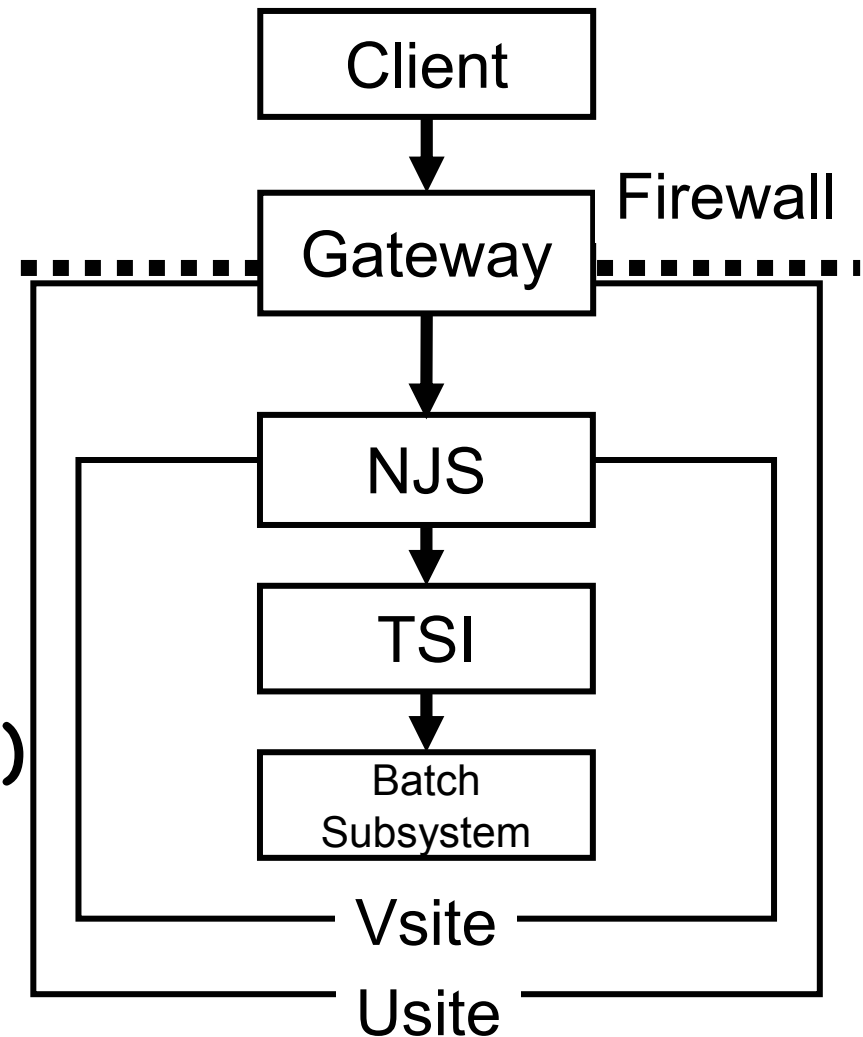 Client
Firewall
Gateway
NJS
TSI
)
Batch
Subsystem
Vsite
Usite